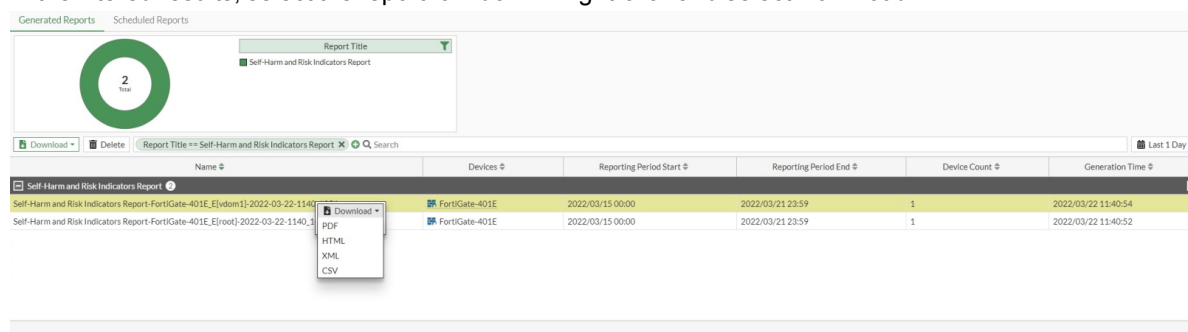 Generated Reports Scheduled Reports
Report Title
2
Total
Self-Harm and Risk Indicators Report
Download Delete Report Title == Self-Harm and Risk Indicators Report Search Last 1 Day
Name Devices Reporting Period Start Reporting Period End Device Count Generation Time
Self-Harm and Risk Indicators Report 2
Self-Harm and Risk Indicators Report-FortiGate-401E_E[vdom1]-2022-03-22-1140 FortiGate-401E 2022/03/15 00:00 2022/03/21 23:59 1 2022/03/22 11:40:54
Self-Harm and Risk Indicators Report-FortiGate-401E_E[root]-2022-03-22-1140_1 FortiGate-401E 2022/03/15 00:00 2022/03/21 23:59 1 2022/03/22 11:40:52
Download
PDF
HTML
XML
CSV